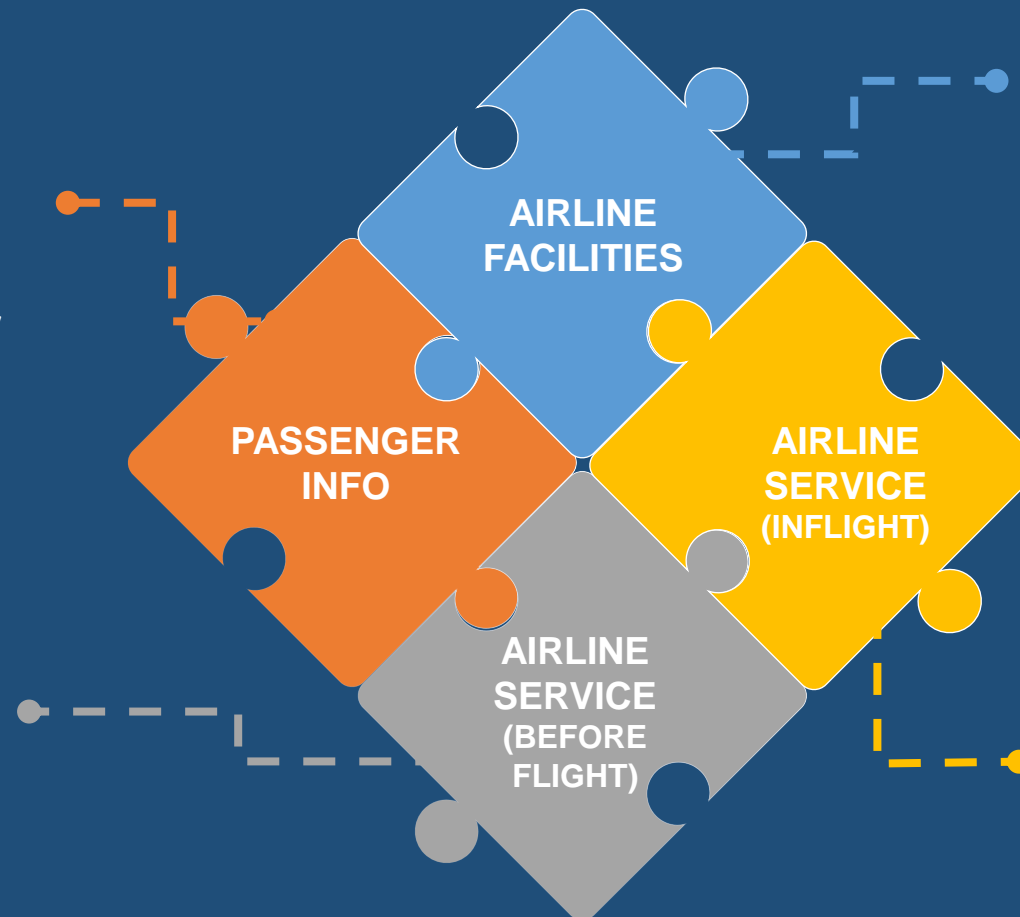 AIRLINE
FACILITIES
PASSENGER
INFO
AIRLINE
SERVICE
(INFLIGHT)
AIRLINE
SERVICE
(BEFORE
FLIGHT)